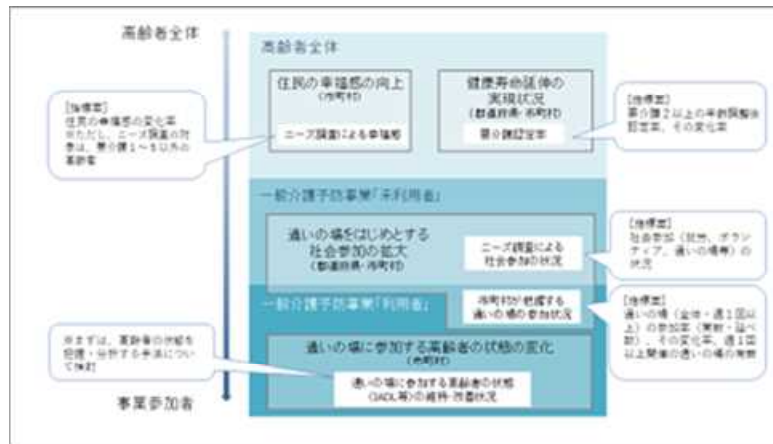 高齢者全体
高齢者全体
住民の幸福感の向上
(市町村)
ニーズ調査による幸福感
健康寿命延伸の
実現状況
(都道府県・市町村)
要介護認定率
[指標案]
住民の幸福感の変化率
※ただし、ニーズ調査の対
象は、要介護1~5以外の
高齢者
[指標案]
要介護2以上の年齢調整後
認定率、その変化率
一般介護予防事業「未利用者」
通いの場をはじめとする
社会参加の拡大
(都道府県・市町村)
ニーズ調査による
社会参加の状況
[指標案]
社会参加(就労、ボラン
ティア、通いの場等)の
状況
一般介護予防事業「利用者」
市町村が把握する
通いの場の参加状況
[指標案]
通いの場(全体・週1回以
上)の参加率(実数・延べ
数)、その変化率、週1回
以上開催の通いの場の箇数
※まずは、高齢者の状態を
把握・分析する手法につい
て検討
通いの場に参加する高齢者の状態の変化
(市町村)
通いの場に参加する高齢者の状態
(IADL等)の維持・改善状況
事業参加者